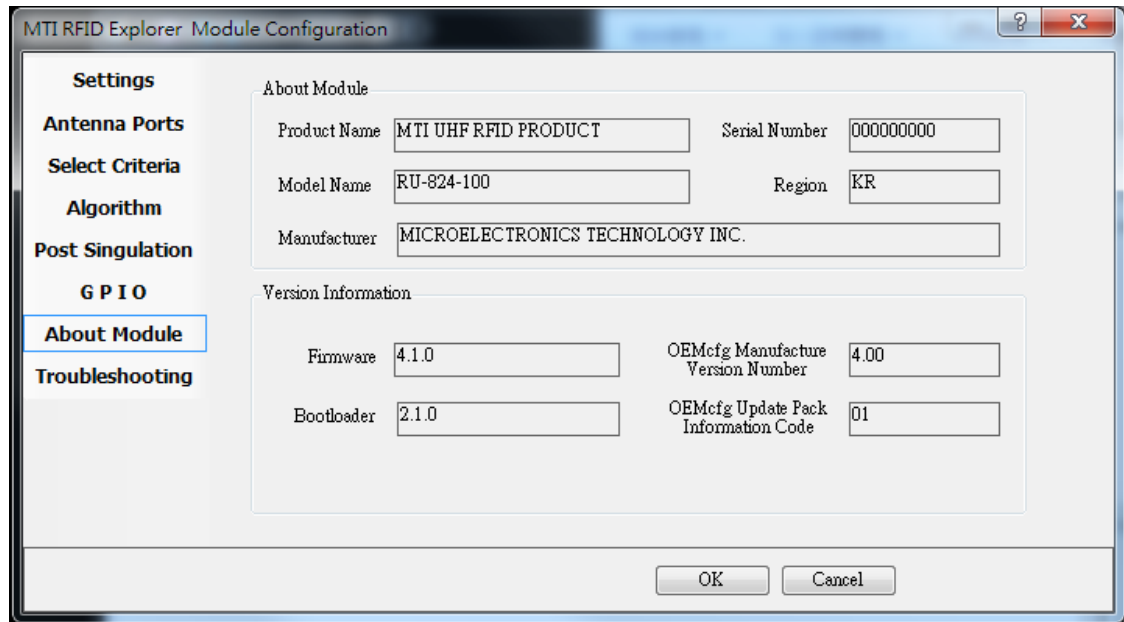 MTI RFID Explorer Module Configuration
Settings
Antenna Ports
Select Criteria
Algorithm
Post Singulation
G P I O
About Module
Troubleshooting
About Module
Product Name MTI UHF RFID PRODUCT Serial Number 000000000
Model Name RU-824-100 Region KR
Manufacturer MICROELECTRONICS TECHNOLOGY INC.
Version Information
Firmware 4.1.0 OEMcfg Manufacture
Version Number 4.00
Bootloader 2.1.0 OEMcfg Update Pack
Information Code 01
OK Cancel